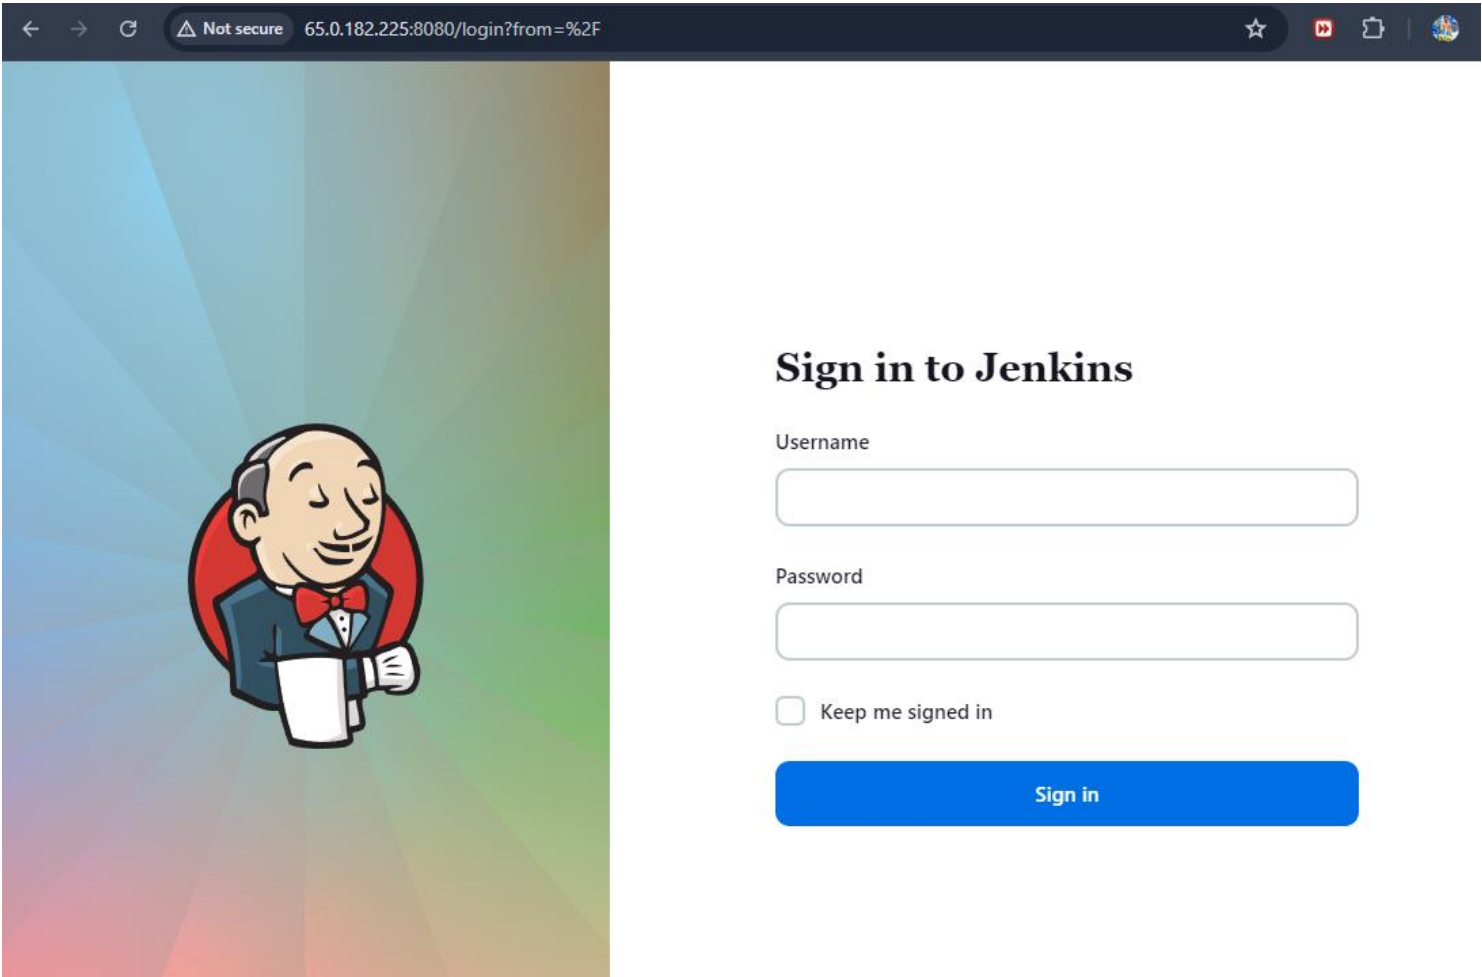 Not secure 65.0.182.225:8080/login?from=%2F
Sign in to Jenkins
Username
Password
Keep me signed in
Sign in